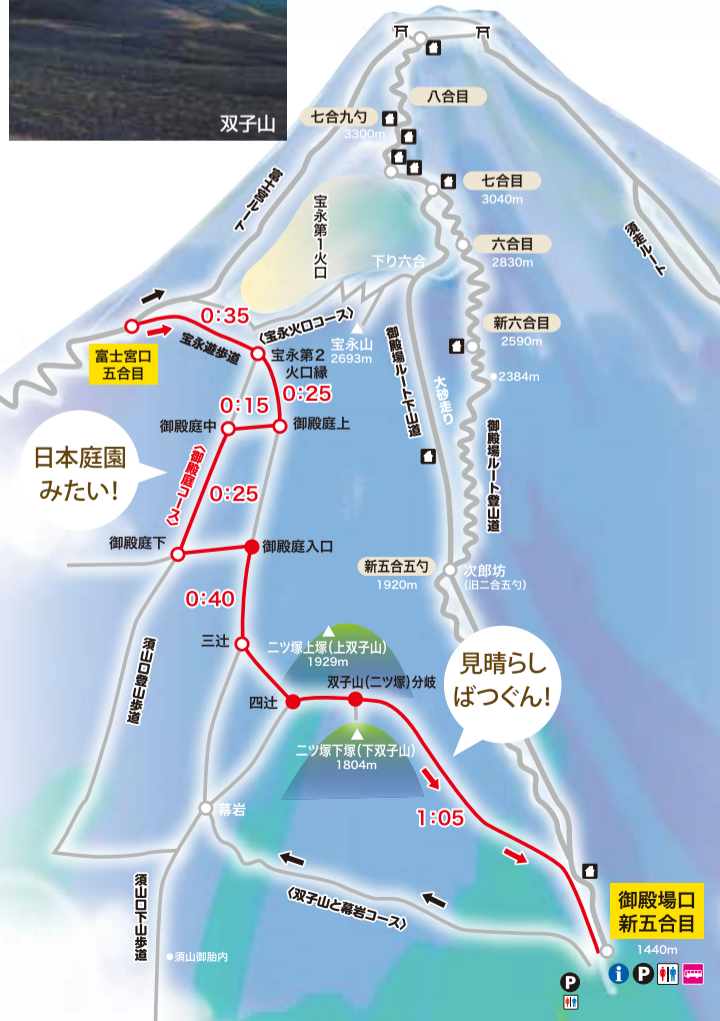 双子山
八合目
七合九勺
3300m
七合目
3040m
富士宮ルート
宝永第1火口
須走ルート
六合目
2830m
下り六合
新六合目
2590m
0:35
〈宝永火口コース〉
宝永山
2693m
宝永遊歩道
富士宮口
五合目
宝永第2
火口縁
2384m
0:25
0:15
御殿庭中
御殿庭上
御殿場ルート下山道
大砂走り
御殿場ルート登山道
日本庭園
みたい!
〈御殿庭コース〉
0:25
御殿庭下
御殿庭入口
新五合五勺
1920m
次郎坊
(旧二合五勺)
0:40
三辻
須山口登山歩道
二ツ塚上塚(上双子山)
1929m
見晴らし
ばつぐん!
双子山(二ツ塚)分岐
四辻
二ツ塚下塚(下双子山)
1804m
幕岩
1:05
〈双子山と幕岩コース〉
須山口下山歩道
須山御胎内
御殿場口
新五合目
1440m
i P
P